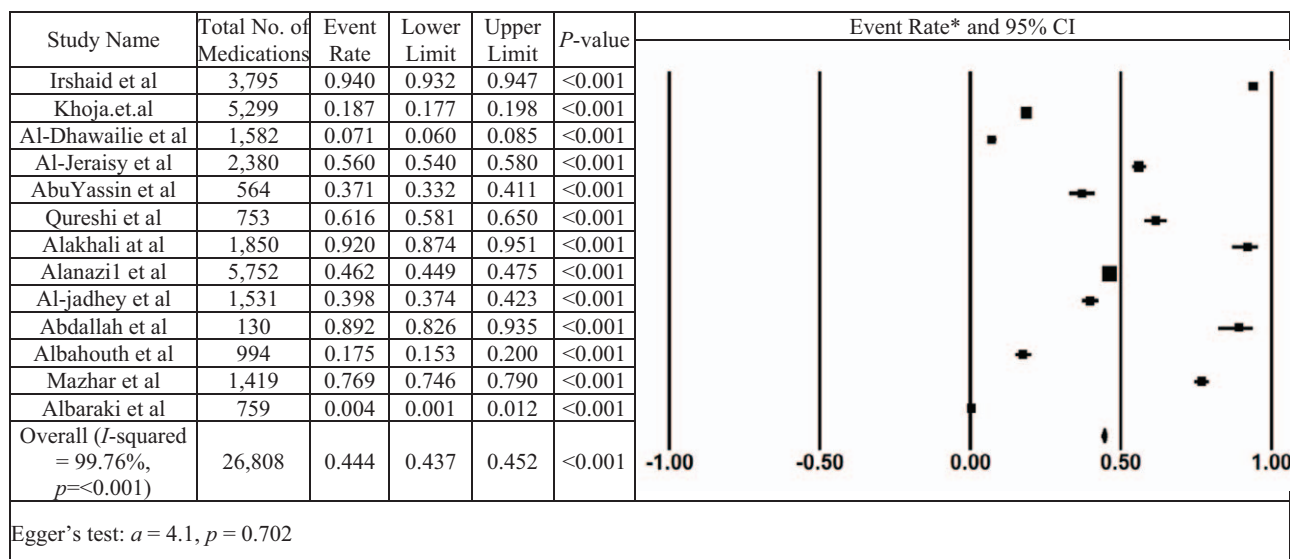 Study Name Total No. of Medications Event Rate Lower Limit Upper Limit P-value Event Rate* and 95% CI
Irshaid et al 3,795 0.940 0.932 0.947 <0.001
Khoja.et.al 5,299 0.187 0.177 0.198 <0.001
Al-Dhawailie et al 1,582 0.071 0.060 0.085 <0.001
Al-Jeraisy et al 2,380 0.560 0.540 0.580 <0.001
AbuYassin et al 564 0.371 0.332 0.411 <0.001
Qureshi et al 753 0.616 0.581 0.650 <0.001
Alakhali at al 1,850 0.920 0.874 0.951 <0.001
Alanazi1 et al 5,752 0.462 0.449 0.475 <0.001
Al-jadhey et al 1,531 0.398 0.374 0.423 <0.001
Abdallah et al 130 0.892 0.826 0.935 <0.001
Albahouth et al 994 0.175 0.153 0.200 <0.001
Mazhar et al 1,419 0.769 0.746 0.790 <0.001
Albaraki et al 759 0.004 0.001 0.012 <0.001
Overall (I-squared
= 99.76%,
p=<0.001) 26,808 0.444 0.437 0.452 <0.001
-1.00 -0.50 0.00 0.50 1.00
Egger's test: a = 4.1, p = 0.702